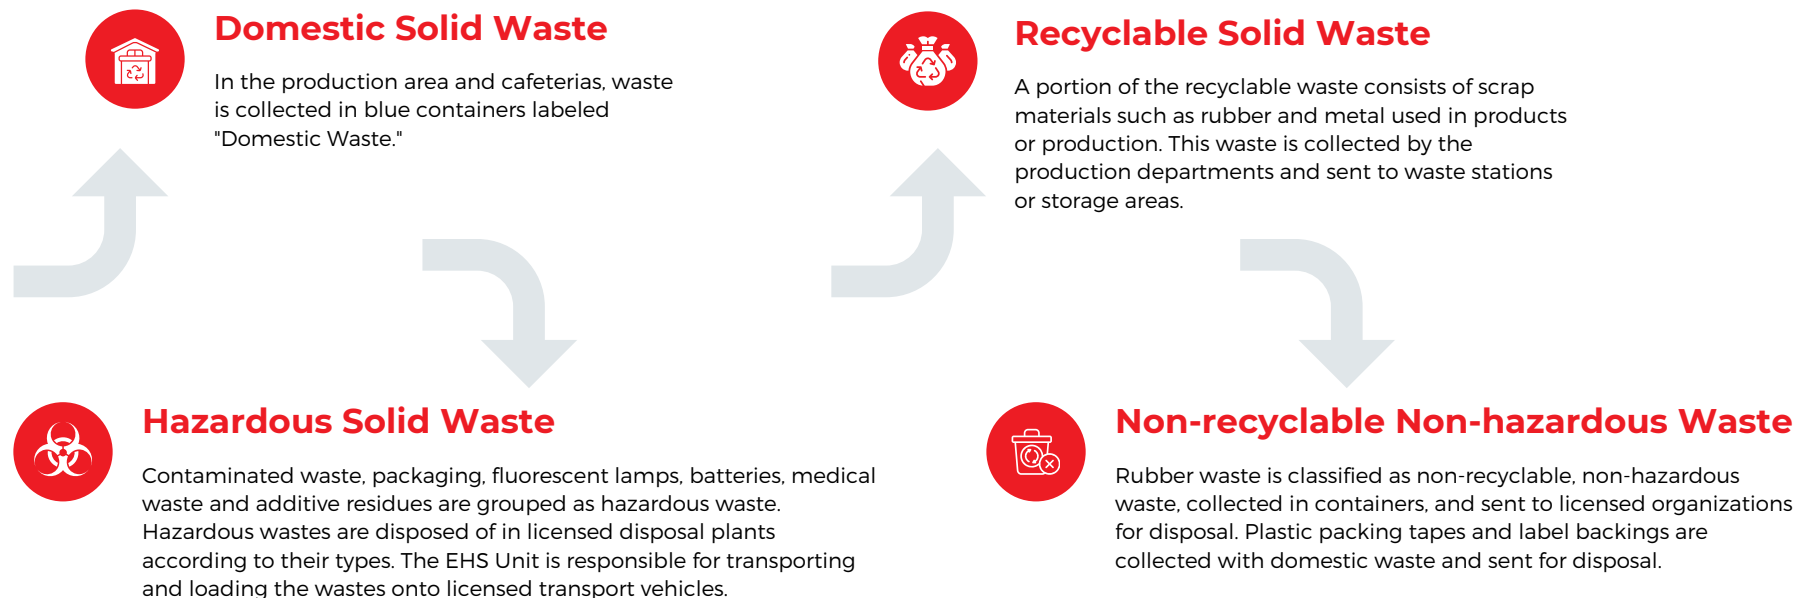 Domestic Solid Waste
In the production area and cafeterias, waste
is collected in blue containers labeled
"Domestic Waste."
Recyclable Solid Waste
A portion of the recyclable waste consists of scrap
materials such as rubber and metal used in products
or production. This waste is collected by the
production departments and sent to waste stations
or storage areas.
Hazardous Solid Waste
Contaminated waste, packaging, fluorescent lamps, batteries, medical
waste and additive residues are grouped as hazardous waste.
Hazardous wastes are disposed of in licensed disposal plants
according to their types. The EHS Unit is responsible for transporting
and loading the wastes onto licensed transport vehicles.
Non-recyclable Non-hazardous Waste
Rubber waste is classified as non-recyclable, non-hazardous
waste, collected in containers, and sent to licensed organizations
for disposal. Plastic packing tapes and label backings are
collected with domestic waste and sent for disposal.